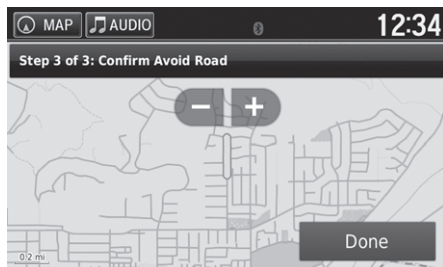 MAP AUDIO 12:34
Step 3 of 3: Confirm Avoid Road
− +
Done
0.2 mi